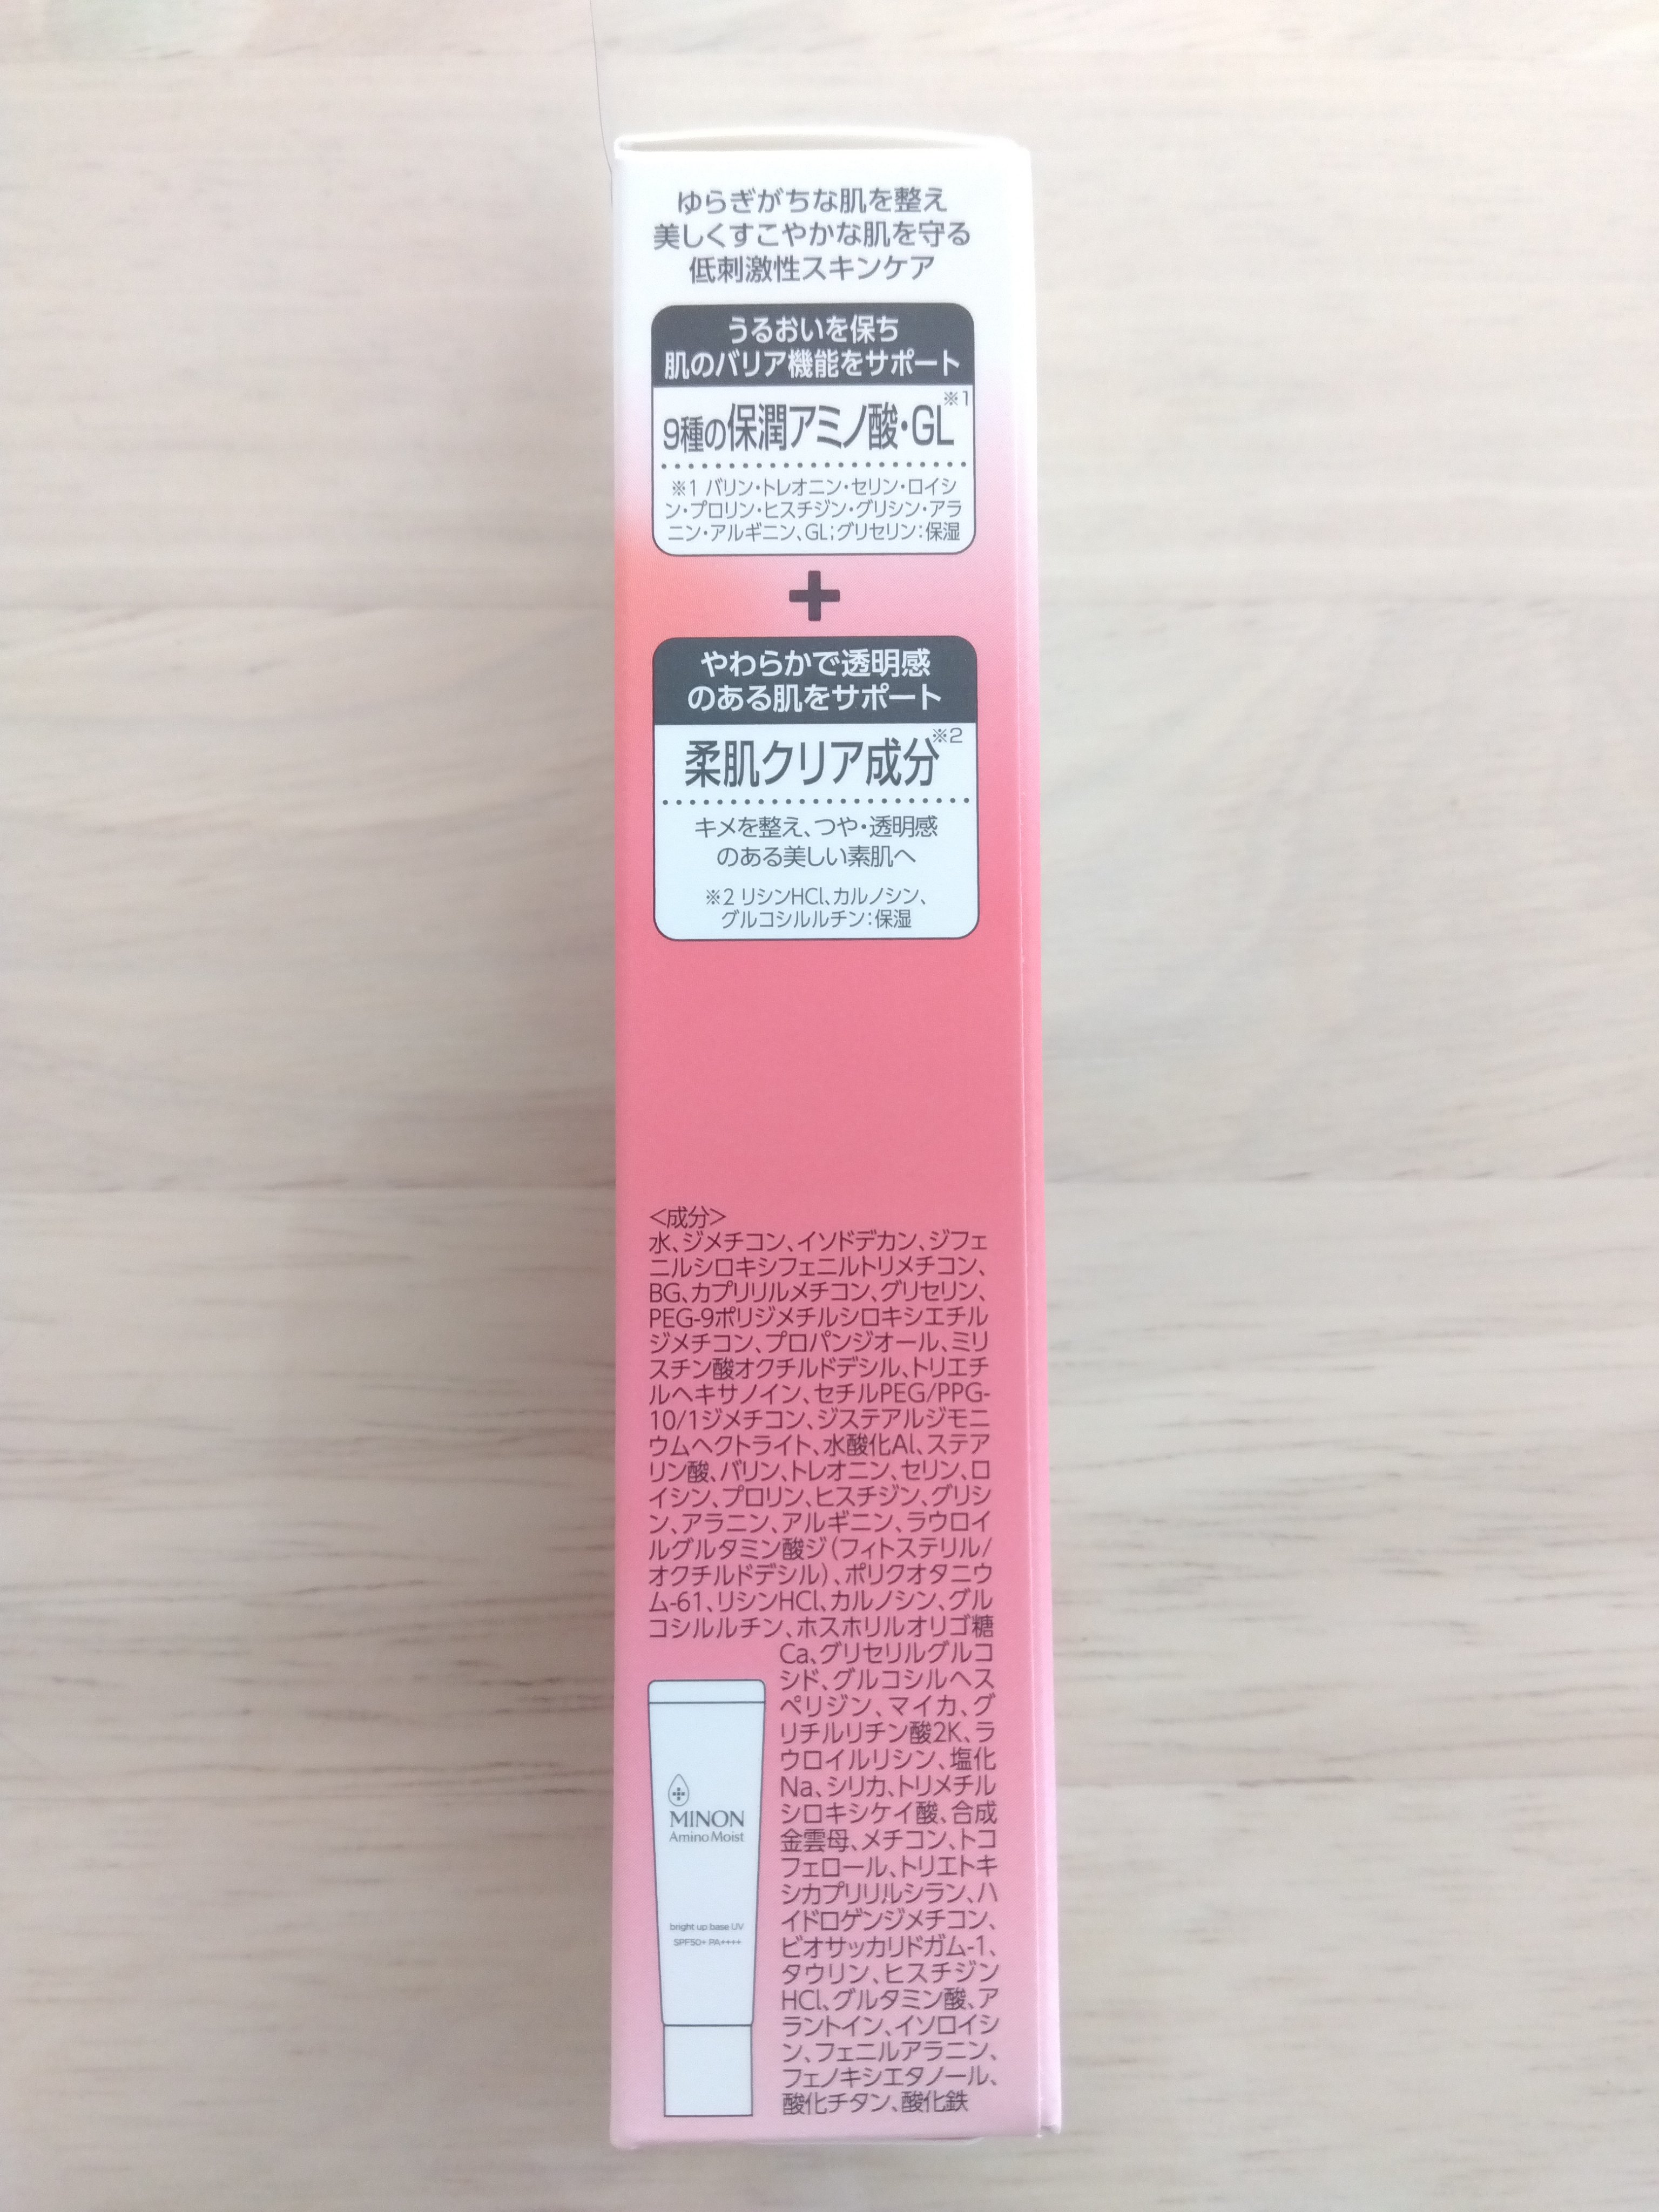 ゆらぎがちな肌を整え
美しくすこやかな肌を守る
低刺激性スキンケア
うるおいを保ち
肌のバリア機能をサポート
9種の保潤アミノ酸・GL※1
※1 バリン・トレオニン・セリン・ロイシ
ン・プロリン・ヒスチジン・グリシン・アラ
ニン・アルギニン、GL;グリセリン:保湿
+
やわらかで透明感
のある肌をサポート
柔肌クリア成分※2
キメを整え、つや・透明感
のある美しい素肌へ
※2 リシンHCl、カルノシン、
グルコシルルチン:保湿
<成分>
水、ジメチコン、イソドデカン、ジフェ
ニルシロキシフェニルトリメチコン、
BG、カプリリルメチコン、グリセリン、
PEG-9ポリジメチルシロキシエチル
ジメチコン、プロパンジオール、ミリ
スチン酸オクチルドデシル、トリエチ
ルヘキサノイン、セチルPEG/PPG-
10/1ジメチコン、ジステアルジモニ
ウムヘクトライト、水酸化Al、ステア
リン酸、バリン、トレオニン、セリン、ロ
イシン、プロリン、ヒスチジン、グリシ
ン、アラニン、アルギニン、ラウロイ
ルグルタミン酸ジ(フィトステリル/
オクチルドデシル)、ポリクオタニウ
ム-61、リシンHCl、カルノシン、グル
コシルルチン、ホスホリルオリゴ糖
Ca、グリセリルグルコ
シド、グルコシルヘス
ペリジン、マイカ、グ
リチルリチン酸2K、ラ
ウロイルリシン、塩化
Na、シリカ、トリメチル
シロキシケイ酸、合成
金雲母、メチコン、トコ
フェロール、トリエトキ
シカプリリルシラン、ハ
イドロゲンジメチコン、
ビオサッカリドガム-1、
タウリン、ヒスチジン
HCl、グルタミン酸、ア
ラントイン、イソロイシ
ン、フェニルアラニン、
フェノキシエタノール、
酸化チタン、酸化鉄
MINON
Amino Moist
bright up base UV
SPF50+ PA++++